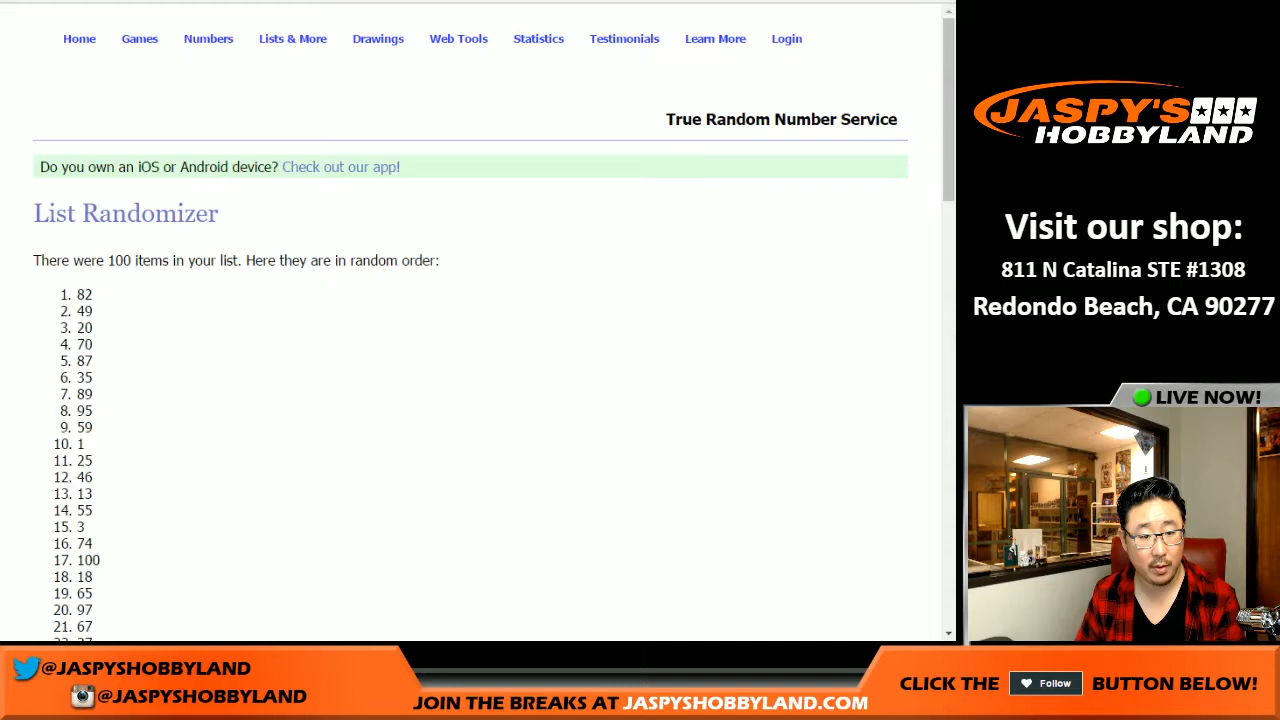 Home Games Numbers Lists & More Drawings Web Tools Statistics Testimonials Learn More Login
True Random Number Service
Do you own an iOS or Android device? Check out our app!
List Randomizer
There were 100 items in your list. Here they are in random order:
1. 82
2. 49
3. 20
4. 70
5. 87
6. 35
7. 89
8. 95
9. 59
10. 1
11. 25
12. 46
13. 13
14. 55
15. 3
16. 74
17. 100
18. 18
19. 65
20. 97
21. 67
JASPY'S
HOBBYLAND
Visit our shop:
811 N Catalina STE #1308
Redondo Beach, CA 90277
LIVE NOW!
@JASPYSHOBBYLAND
@JASPYSHOBBYLAND
JOIN THE BREAKS AT JASPYSHOBBYLAND.COM
CLICK THE Follow BUTTON BELOW!